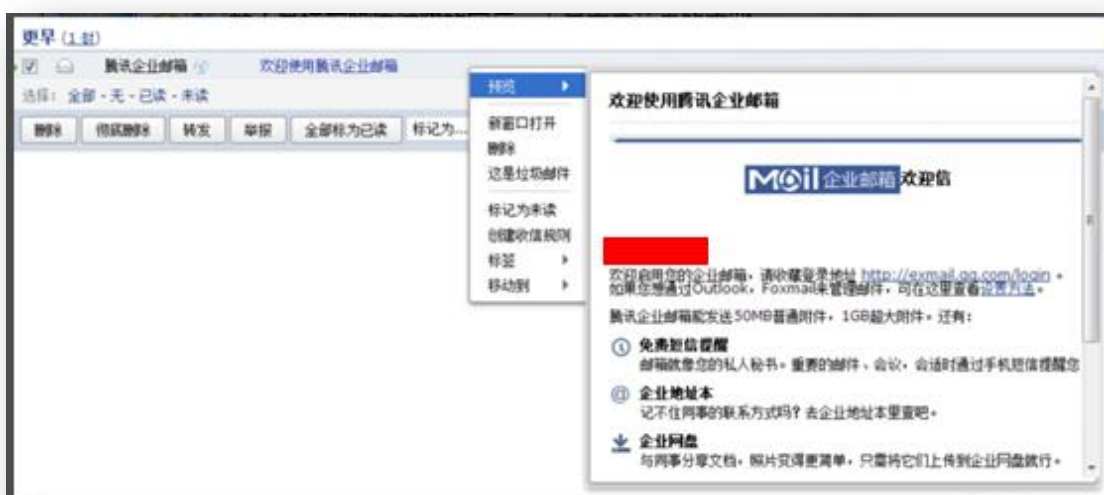 更早 (1 封)
腾讯企业邮箱 欢迎使用腾讯企业邮箱
选择: 全部 - 无 - 已读 - 未读
删除 彻底删除 转发 举报 全部标为已读 标记为...
预览
新窗口打开
删除
这是垃圾邮件
标记为未读
创建收信规则
标签
移动到
欢迎使用腾讯企业邮箱
M@il 企业邮箱 欢迎信
欢迎启用您的企业邮箱，请收藏登录地址 http://exmail.qq.com/login 。
如果您想通过Outlook，Foxmail来管理邮件，可在这里查看设置方法。
腾讯企业邮箱能发送50MB普通附件，1GB超大附件。还有:
免费短信提醒
邮箱就像您的私人秘书。重要的邮件、会议，会适时通过手机短信提醒您
@ 企业地址本
记不住同事的联系方式吗? 去企业地址本里查吧。
企业网盘
与同事分享文档，照片变得更简单，只需将它们上传到企业网盘就行。